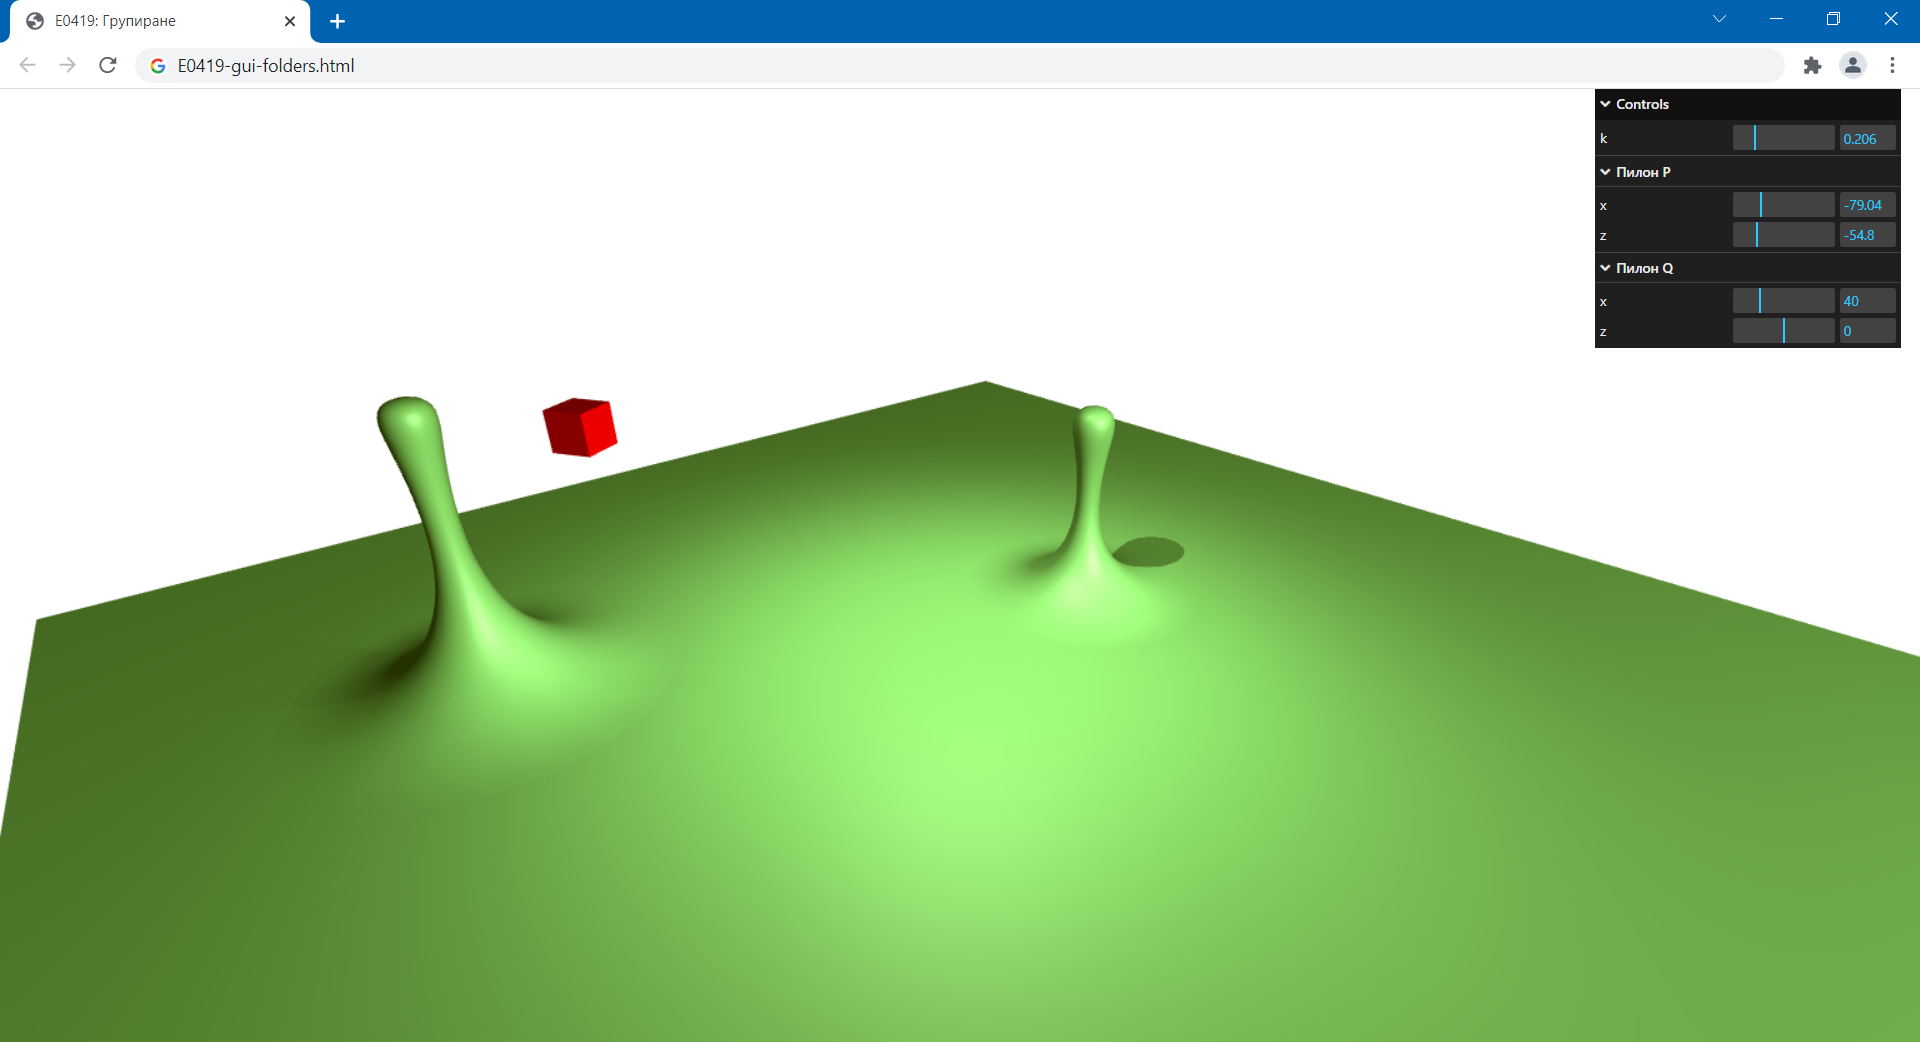 E0419: Групиране
E0419-gui-folders.html
Controls
k 0.206
Пилон P
x -79.04
z -54.8
Пилон Q
x 40
z 0